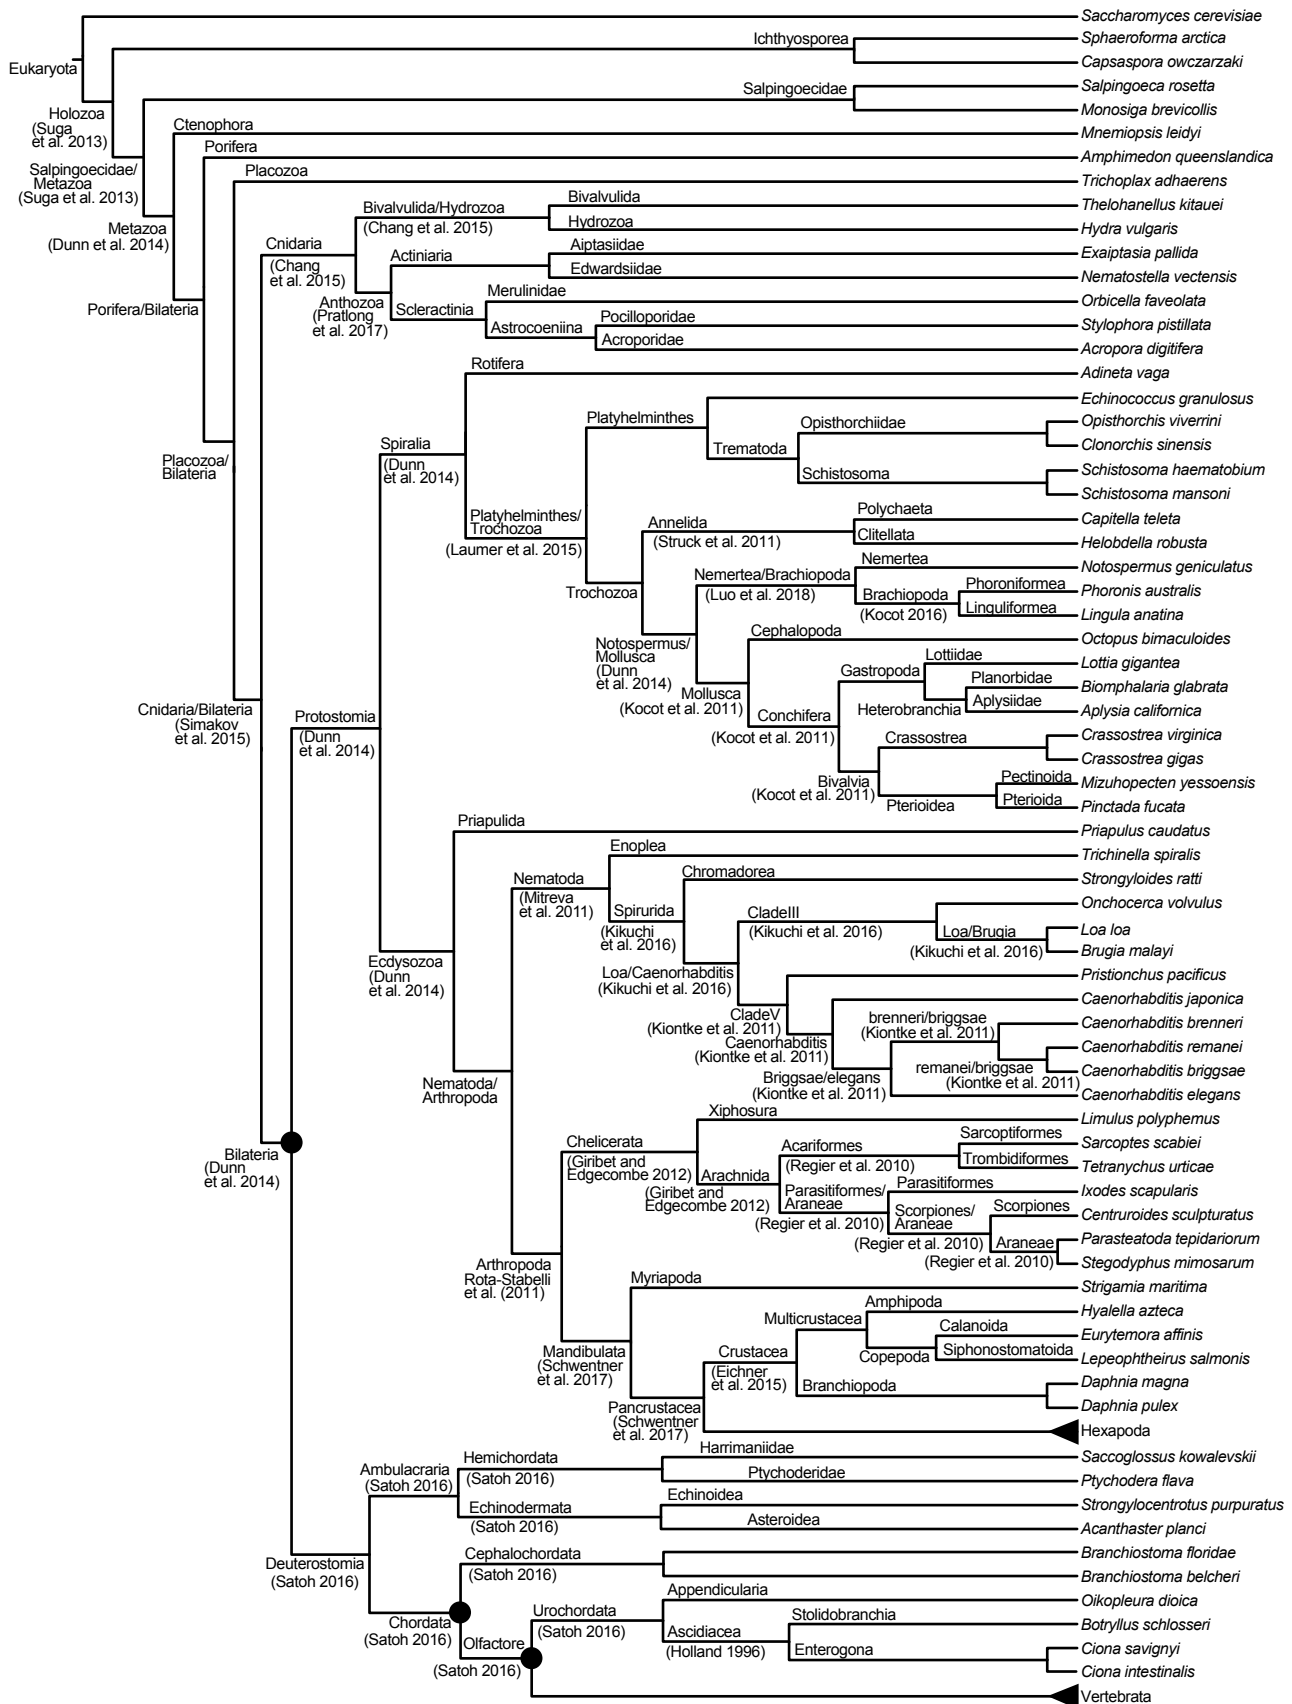 Saccharomyces cerevisiae
Eukaryota
Ichthyosporea
Sphaeroforma arctica
Capsaspora owczarzaki
Holozoa
(Suga
et al. 2013)
Salpingoecidae
Salpingoeca rosetta
Monosiga brevicollis
Salpingoecidae/
Metazoa
(Suga et al. 2013)
Ctenophora
Mnemiopsis leidyi
Metazoa
(Dunn et al. 2014)
Porifera
Amphimedon queenslandica
Porifera/Bilateria
Placozoa
Trichoplax adhaerens
Placozoa/
Bilateria
Cnidaria
(Chang
et al. 2015)
Bivalvulida/Hydrozoa
(Chang et al. 2015)
Bivalvulida
Thelohanellus kitauei
Hydrozoa
Hydra vulgaris
Anthozoa
(Pratlong
et al. 2017)
Actiniaria
Aiptasiidae
Exaiptasia pallida
Edwardsiidae
Nematostella vectensis
Scleractinia
Merulinidae
Orbicella faveolata
Astrocoeniina
Pocilloporidae
Stylophora pistillata
Acroporidae
Acropora digitifera
Cnidaria/Bilateria
(Simakov
et al. 2015)
Protostomia
(Dunn
et al. 2014)
Spiralia
(Dunn
et al. 2014)
Rotifera
Adineta vaga
Platyhelminthes/
Trochozoa
(Laumer et al. 2015)
Platyhelminthes
Echinococcus granulosus
Trematoda
Opisthorchiidae
Opisthorchis viverrini
Clonorchis sinensis
Schistosoma
Schistosoma haematobium
Schistosoma mansoni
Trochozoa
Annelida
(Struck et al. 2011)
Polychaeta
Capitella teleta
Clitellata
Helobdella robusta
Notospermus/
Mollusca
(Dunn
et al. 2014)
Nemertea/Brachiopoda
(Luo et al. 2018)
Nemertea
Notospermus geniculatus
Brachiopoda
(Kocot 2016)
Phoroniformea
Phoronis australis
Linguliformea
Lingula anatina
Mollusca
(Kocot et al. 2011)
Cephalopoda
Octopus bimaculoides
Conchifera
(Kocot et al. 2011)
Gastropoda
Lottiidae
Lottia gigantea
Heterobranchia
Planorbidae
Biomphalaria glabrata
Aplysiidae
Aplysia californica
Bivalvia
(Kocot et al. 2011)
Crassostrea
Crassostrea virginica
Crassostrea gigas
Pterioidea
Pectinoida
Mizuhopecten yessoensis
Pterioida
Pinctada fucata
Ecdysozoa
(Dunn
et al. 2014)
Priapulida
Priapulus caudatus
Nematoda/
Arthropoda
Nematoda
(Mitreva
et al. 2011)
Enoplea
Trichinella spiralis
Spirurida
(Kikuchi
et al. 2016)
Chromadorea
Strongyloides ratti
Loa/Caenorhabditis
(Kikuchi et al. 2016)
CladeIII
(Kikuchi et al. 2016)
Onchocerca volvulus
Loa/Brugia
(Kikuchi et al. 2016)
Loa loa
Brugia malayi
CladeV
(Kiontke et al. 2011)
Pristionchus pacificus
Caenorhabditis
(Kiontke et al. 2011)
Caenorhabditis japonica
Briggsae/elegans
(Kiontke et al. 2011)
brenneri/briggsae
(Kiontke et al. 2011)
Caenorhabditis brenneri
remanei/briggsae
(Kiontke et al. 2011)
Caenorhabditis remanei
Caenorhabditis briggsae
Caenorhabditis elegans
Arthropoda
Rota-Stabelli
et al. (2011)
Chelicerata
(Giribet and
Edgecombe 2012)
Xiphosura
Limulus polyphemus
Arachnida
(Giribet and
Edgecombe 2012)
Acariformes
(Regier et al. 2010)
Sarcoptiformes
Sarcoptes scabiei
Trombidiformes
Tetranychus urticae
Parasitiformes/
Araneae
(Regier et al. 2010)
Parasitiformes
Ixodes scapularis
Scorpiones/
Araneae
(Regier et al. 2010)
Scorpiones
Centruroides sculpturatus
Araneae
(Regier et al. 2010)
Parasteatoda tepidariorum
Stegodyphus mimosarum
Mandibulata
(Schwentner
et al. 2017)
Myriapoda
Strigamia maritima
Pancrustacea
(Schwentner
et al. 2017)
Crustacea
(Eichner
et al. 2015)
Multicrustacea
Amphipoda
Hyalella azteca
Copepoda
Calanoida
Eurytemora affinis
Siphonostomatoida
Lepeophtheirus salmonis
Branchiopoda
Daphnia magna
Daphnia pulex
Hexapoda
Bilateria
(Dunn
et al. 2014)
Deuterostomia
(Satoh 2016)
Ambulacraria
(Satoh 2016)
Hemichordata
(Satoh 2016)
Harrimaniidae
Saccoglossus kowalevskii
Ptychoderidae
Ptychodera flava
Echinodermata
(Satoh 2016)
Echinoidea
Strongylocentrotus purpuratus
Asteroidea
Acanthaster planci
Chordata
(Satoh 2016)
Cephalochordata
(Satoh 2016)
Branchiostoma floridae
Branchiostoma belcheri
Olfactore
(Satoh 2016)
Urochordata
(Satoh 2016)
Appendicularia
Oikopleura dioica
Ascidiacea
(Holland 1996)
Stolidobranchia
Botryllus schlosseri
Enterogona
Ciona savignyi
Ciona intestinalis
Vertebrata